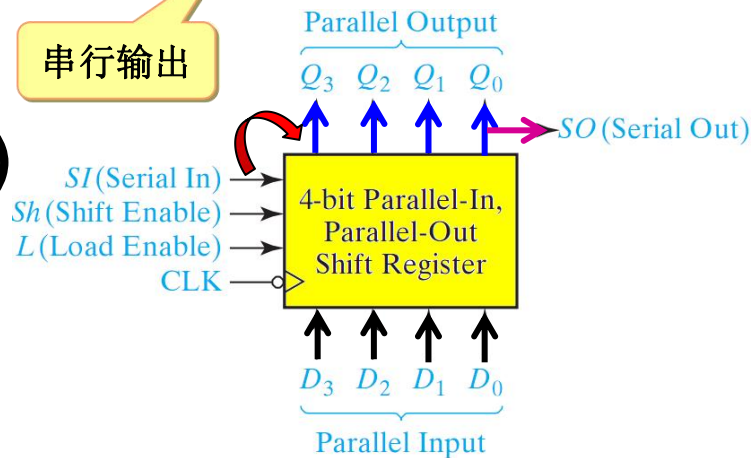 串行输出
Parallel Output
Q3 Q2 Q1 Q0
SO (Serial Out)
SI (Serial In)
Sh (Shift Enable)
L (Load Enable)
CLK
4-bit Parallel-In,
Parallel-Out
Shift Register
D3 D2 D1 D0
Parallel Input